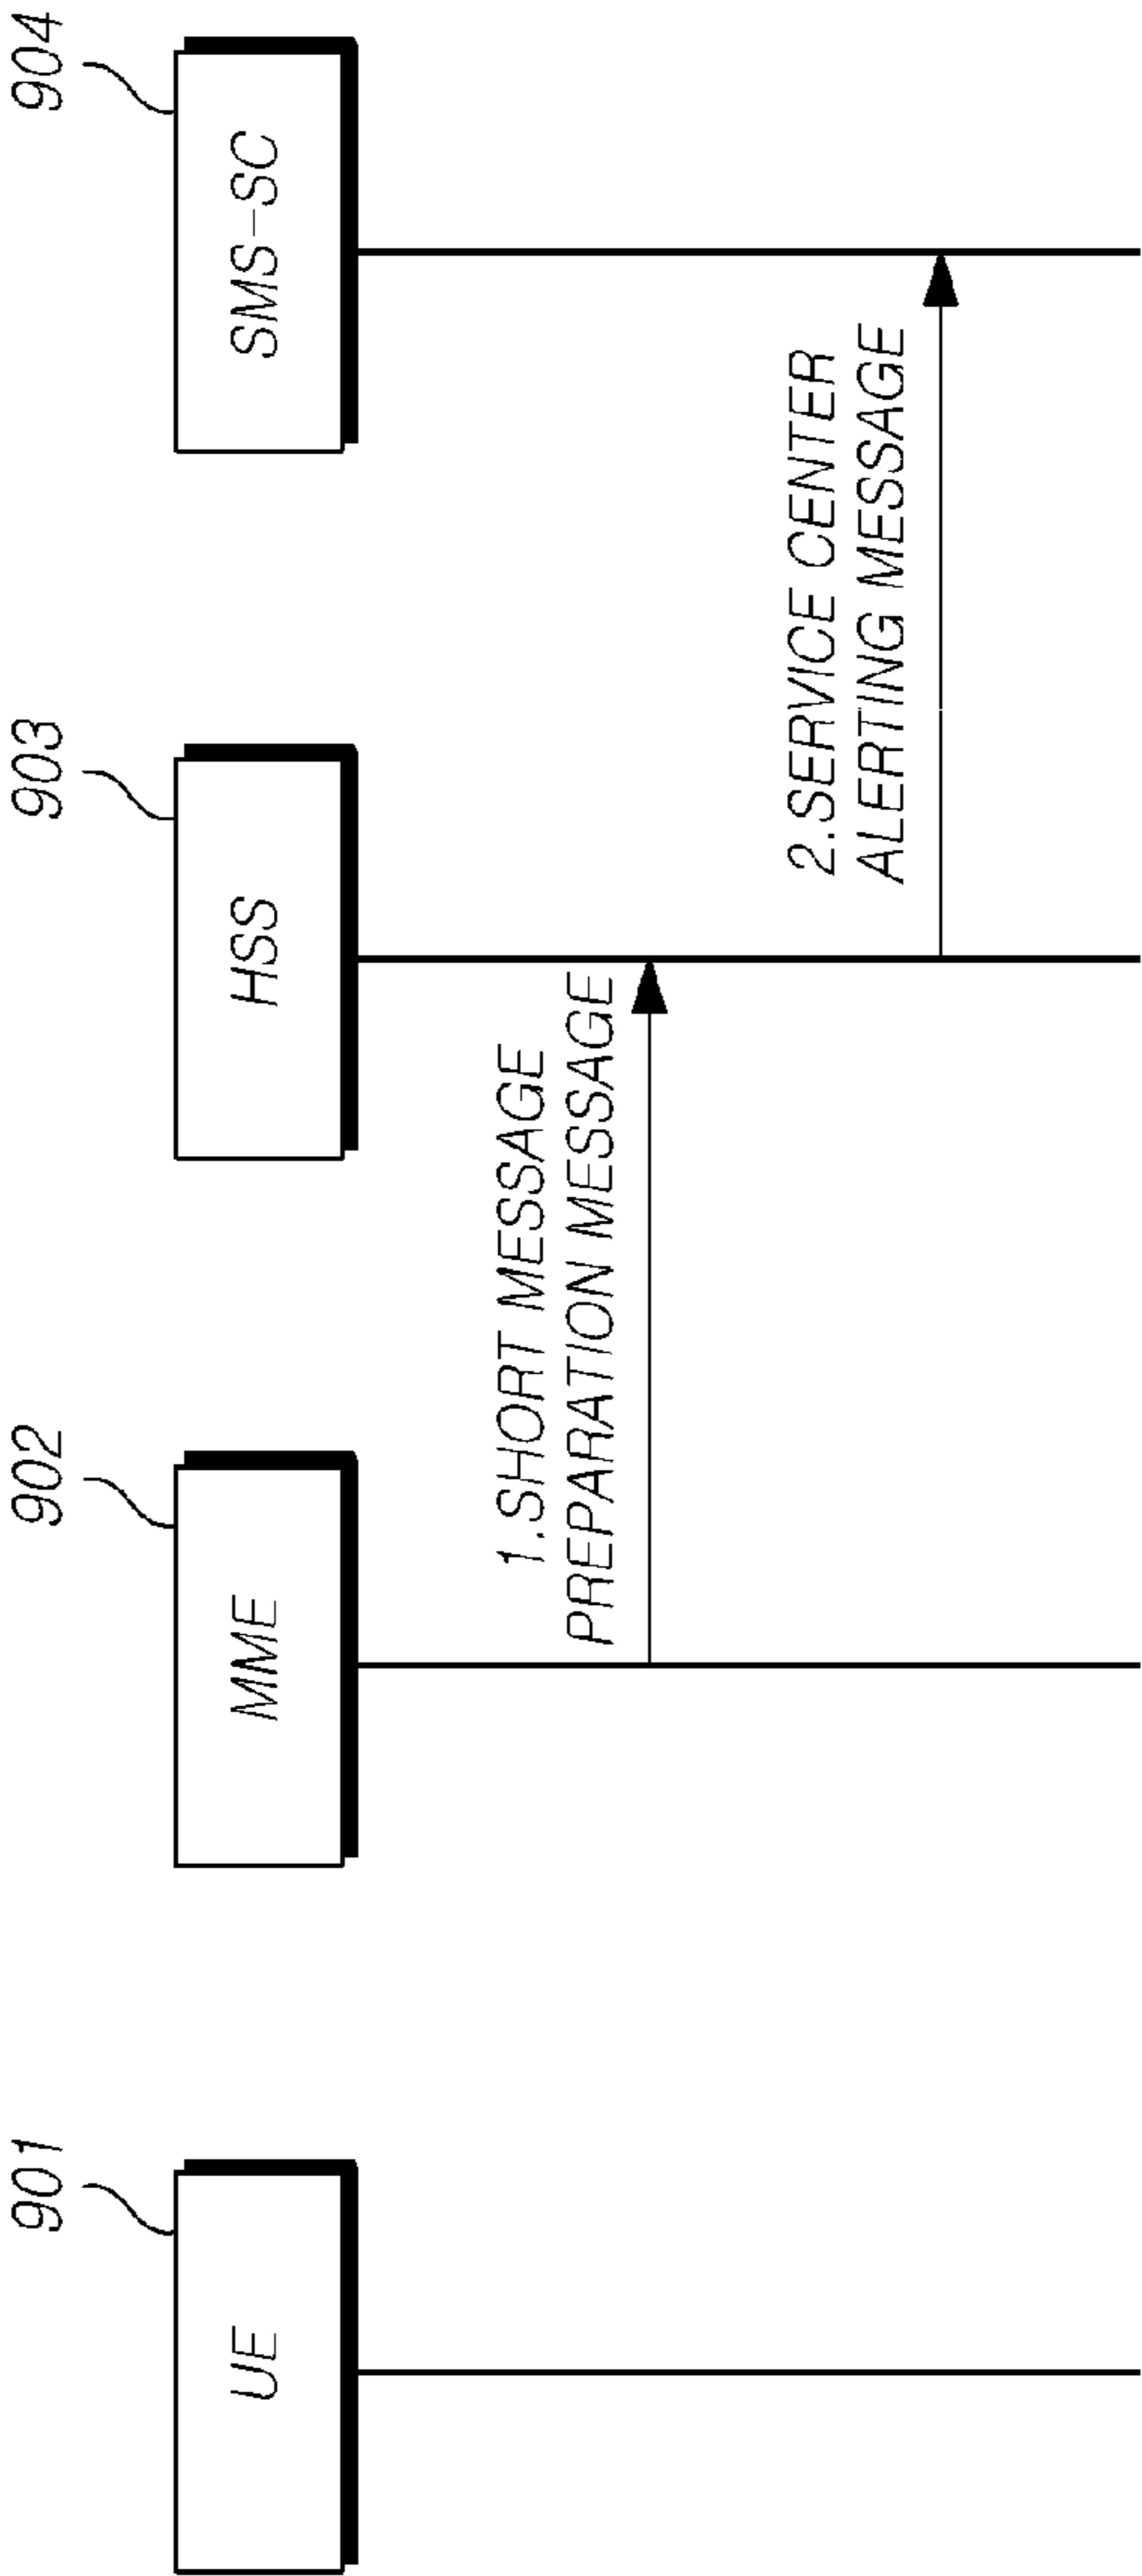 901
902
903
904
UE
MME
HSS
SMS-SC
1.SHORT MESSAGE
PREPARATION MESSAGE
2.SERVICE CENTER
ALERTING MESSAGE